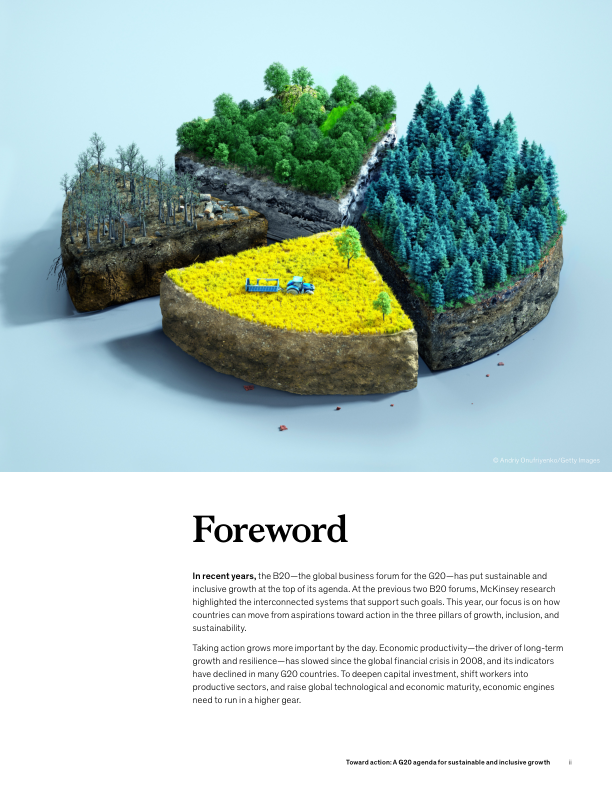 © Andriy Onufriyenko/Getty Images
Foreword
In recent years, the B20—the global business forum for the G20—has put sustainable and
inclusive growth at the top of its agenda. At the previous two B20 forums, McKinsey research
highlighted the interconnected systems that support such goals. This year, our focus is on how
countries can move from aspirations toward action in the three pillars of growth, inclusion, and
sustainability.
Taking action grows more important by the day. Economic productivity—the driver of long-term
growth and resilience—has slowed since the global financial crisis in 2008, and its indicators
have declined in many G20 countries. To deepen capital investment, shift workers into
productive sectors, and raise global technological and economic maturity, economic engines
need to run in a higher gear.
Toward action: A G20 agenda for sustainable and inclusive growth ii